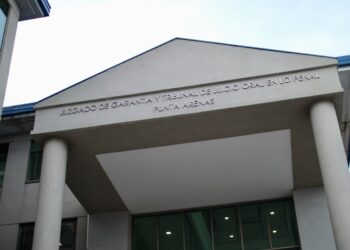 JUZGADO DE GARANTIA Y TRIBUNAL DE JUICIO ORAL EN LO PENAL
PUNTA ARENAS